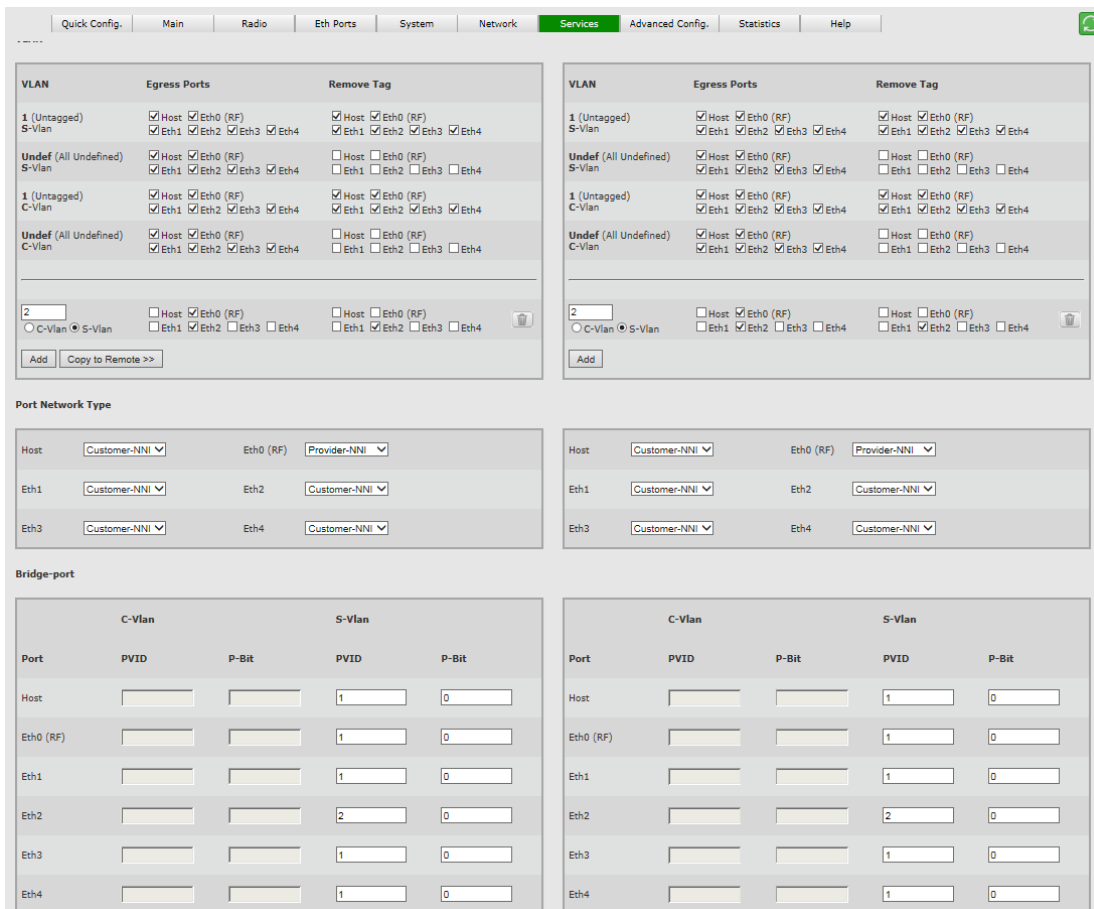 Quick Config. Main Radio Eth Ports System Network Services Advanced Config. Statistics Help
VLAN Egress Ports Remove Tag
1 (Untagged) Host Eth0 (RF) Host Eth0 (RF)
S-Vlan Eth1 Eth2 Eth3 Eth4 Eth1 Eth2 Eth3 Eth4
Undef (All Undefined) Host Eth0 (RF) Host Eth0 (RF)
S-Vlan Eth1 Eth2 Eth3 Eth4 Eth1 Eth2 Eth3 Eth4
1 (Untagged) Host Eth0 (RF) Host Eth0 (RF)
C-Vlan Eth1 Eth2 Eth3 Eth4 Eth1 Eth2 Eth3 Eth4
Undef (All Undefined) Host Eth0 (RF) Host Eth0 (RF)
C-Vlan Eth1 Eth2 Eth3 Eth4 Eth1 Eth2 Eth3 Eth4
2 Host Eth0 (RF) Host Eth0 (RF)
C-Vlan S-Vlan Eth1 Eth2 Eth3 Eth4 Eth1 Eth2 Eth3 Eth4
Add Copy to Remote >>
VLAN Egress Ports Remove Tag
1 (Untagged) Host Eth0 (RF) Host Eth0 (RF)
S-Vlan Eth1 Eth2 Eth3 Eth4 Eth1 Eth2 Eth3 Eth4
Undef (All Undefined) Host Eth0 (RF) Host Eth0 (RF)
S-Vlan Eth1 Eth2 Eth3 Eth4 Eth1 Eth2 Eth3 Eth4
1 (Untagged) Host Eth0 (RF) Host Eth0 (RF)
C-Vlan Eth1 Eth2 Eth3 Eth4 Eth1 Eth2 Eth3 Eth4
Undef (All Undefined) Host Eth0 (RF) Host Eth0 (RF)
C-Vlan Eth1 Eth2 Eth3 Eth4 Eth1 Eth2 Eth3 Eth4
2 Host Eth0 (RF) Host Eth0 (RF)
C-Vlan S-Vlan Eth1 Eth2 Eth3 Eth4 Eth1 Eth2 Eth3 Eth4
Add
Port Network Type
Host Customer-NNI Eth0 (RF) Provider-NNI
Eth1 Customer-NNI Eth2 Customer-NNI
Eth3 Customer-NNI Eth4 Customer-NNI
Host Customer-NNI Eth0 (RF) Provider-NNI
Eth1 Customer-NNI Eth2 Customer-NNI
Eth3 Customer-NNI Eth4 Customer-NNI
Bridge-port
C-Vlan S-Vlan
Port PVID P-Bit PVID P-Bit
Host 1 0
Eth0 (RF) 1 0
Eth1 1 0
Eth2 2 0
Eth3 1 0
Eth4 1 0
C-Vlan S-Vlan
Port PVID P-Bit PVID P-Bit
Host 1 0
Eth0 (RF) 1 0
Eth1 1 0
Eth2 2 0
Eth3 1 0
Eth4 1 0